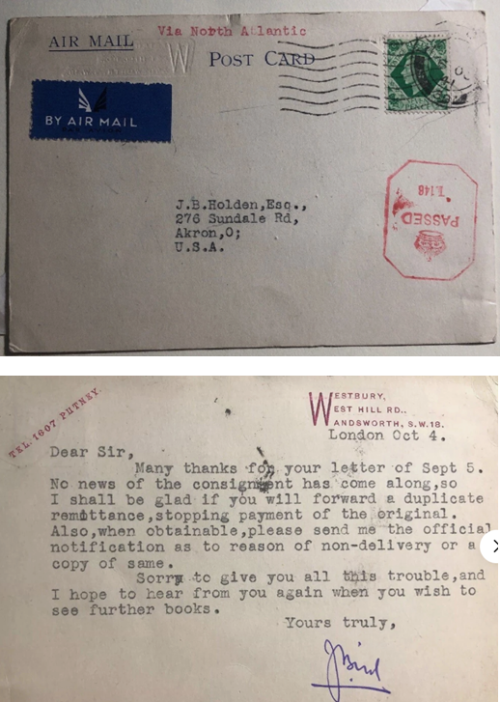 Via North Atlantic
AIR MAIL
POST CARD
BY AIR MAIL
PASSED
T.148
J.B.Holden,Esq.,
276 Sundale Rd,
Akron,O;
U.S.A.
TEL. 1607 PUTNEY.
WESTBURY,
WEST HILL RD..
WANDSWORTH, S.W.18.
London Oct 4.
Dear Sir,
Many thanks for your letter of Sept 5.
No news of the consignment has come along,so
I shall be glad if you will forward a duplicate
remittance,stopping payment of the original.
Also,when obtainable,please send me the official
notification as to reason of non-delivery or a
copy of same.
Sorry to give you all this trouble,and
I hope to hear from you again when you wish to
see further books.
Yours truly,
J Bird